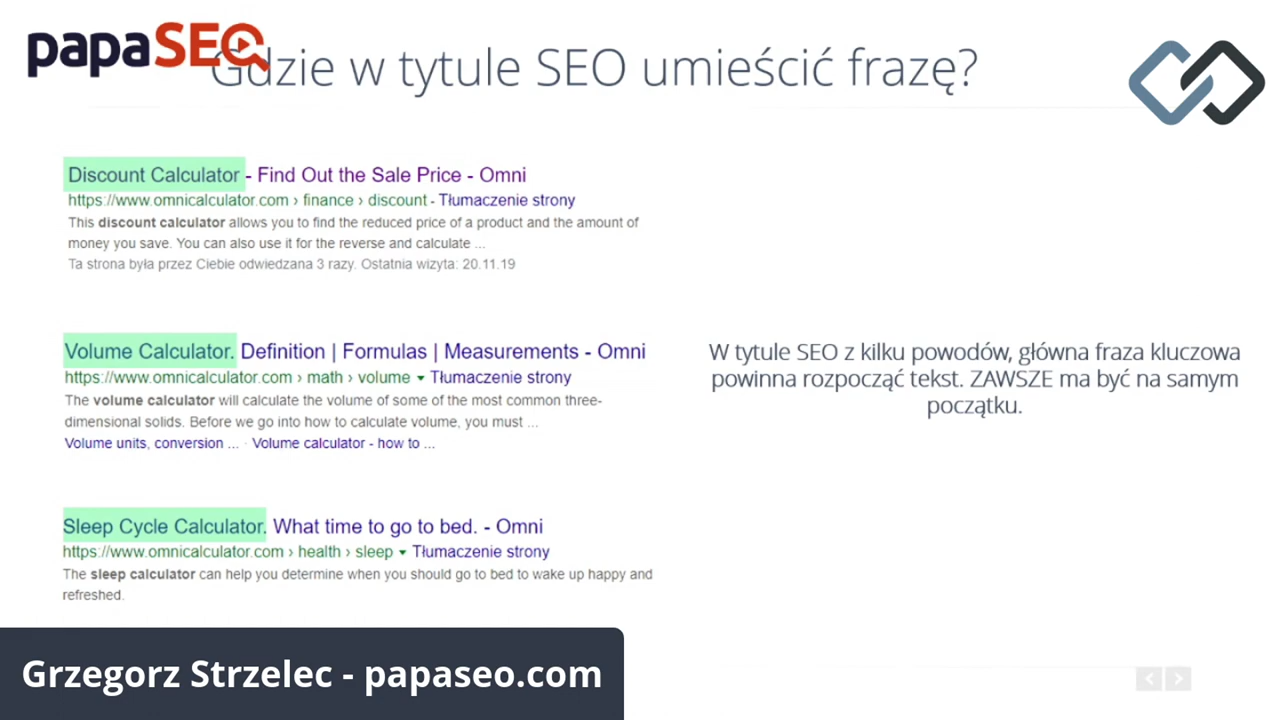 papaSEO
Gdzie w tytule SEO umieścić frazę?
Discount Calculator - Find Out the Sale Price - Omni
https://www.omnicalculator.com › finance › discount - Tłumaczenie strony
This discount calculator allows you to find the reduced price of a product and the amount of
money you save. You can also use it for the reverse and calculate ...
Ta strona była przez Ciebie odwiedzana 3 razy. Ostatnia wizyta: 20.11.19
Volume Calculator. Definition | Formulas | Measurements - Omni
https://www.omnicalculator.com › math › volume ▾ Tłumaczenie strony
The volume calculator will calculate the volume of some of the most common three-
dimensional solids. Before we go into how to calculate volume, you must ...
Volume units, conversion ... · Volume calculator - how to ...
Sleep Cycle Calculator. What time to go to bed. - Omni
https://www.omnicalculator.com › health › sleep ▾ Tłumaczenie strony
The sleep calculator can help you determine when you should go to bed to wake up happy and
refreshed.
W tytule SEO z kilku powodów, główna fraza kluczowa
powinna rozpocząć tekst. ZAWSZE ma być na samym
początku.
Grzegorz Strzelec - papaseo.com